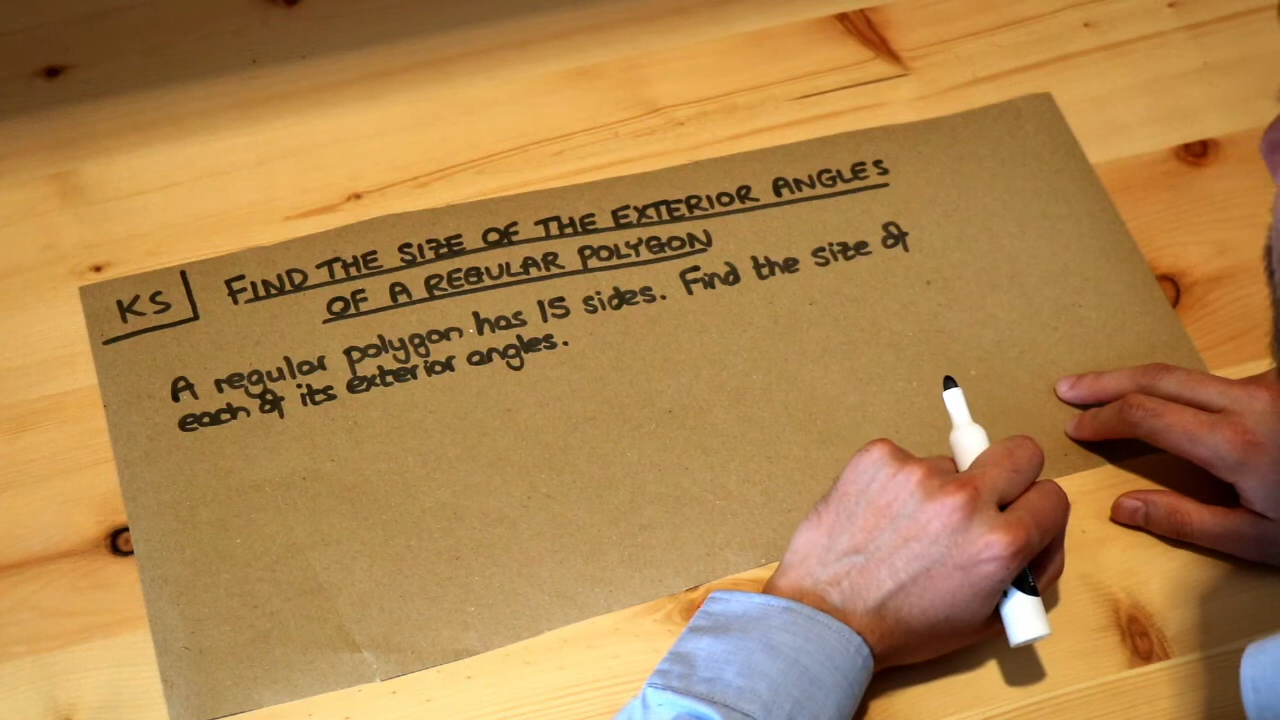 KS
FIND THE SIZE OF THE EXTERIOR ANGLES
OF A REGULAR POLYGON
A regular polygon has 15 sides. Find the size of
each of its exterior angles.